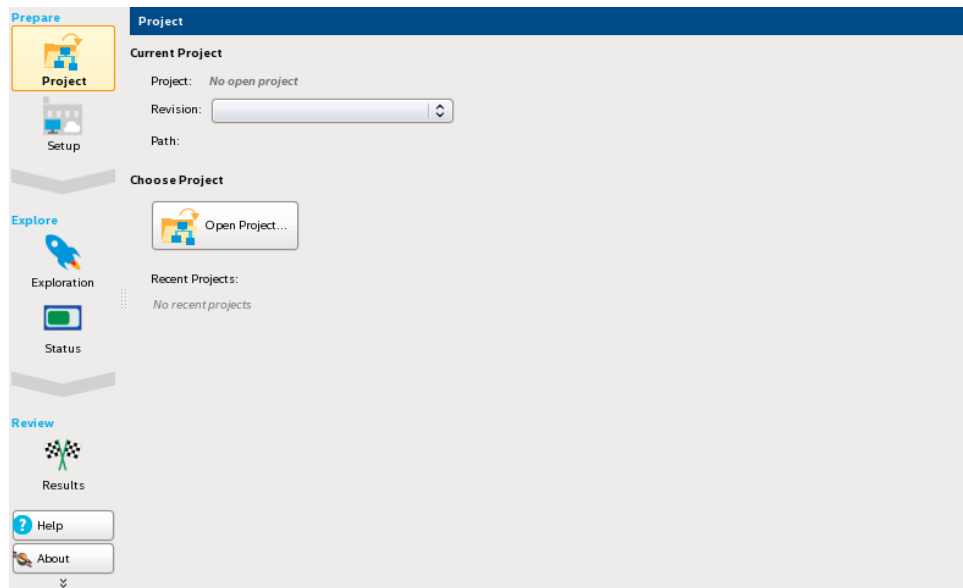 Prepare
Project
Setup
Explore
Exploration
Status
Review
Results
? Help
About
Project
Current Project
Project: No open project
Revision:
Path:
Choose Project
Open Project...
Recent Projects:
No recent projects